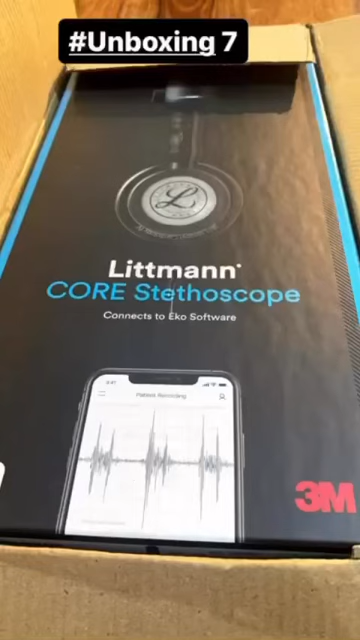 #Unboxing 7
L
Littmann
CORE Stethoscope
Connects to Eko Software
Patient Recording
3M